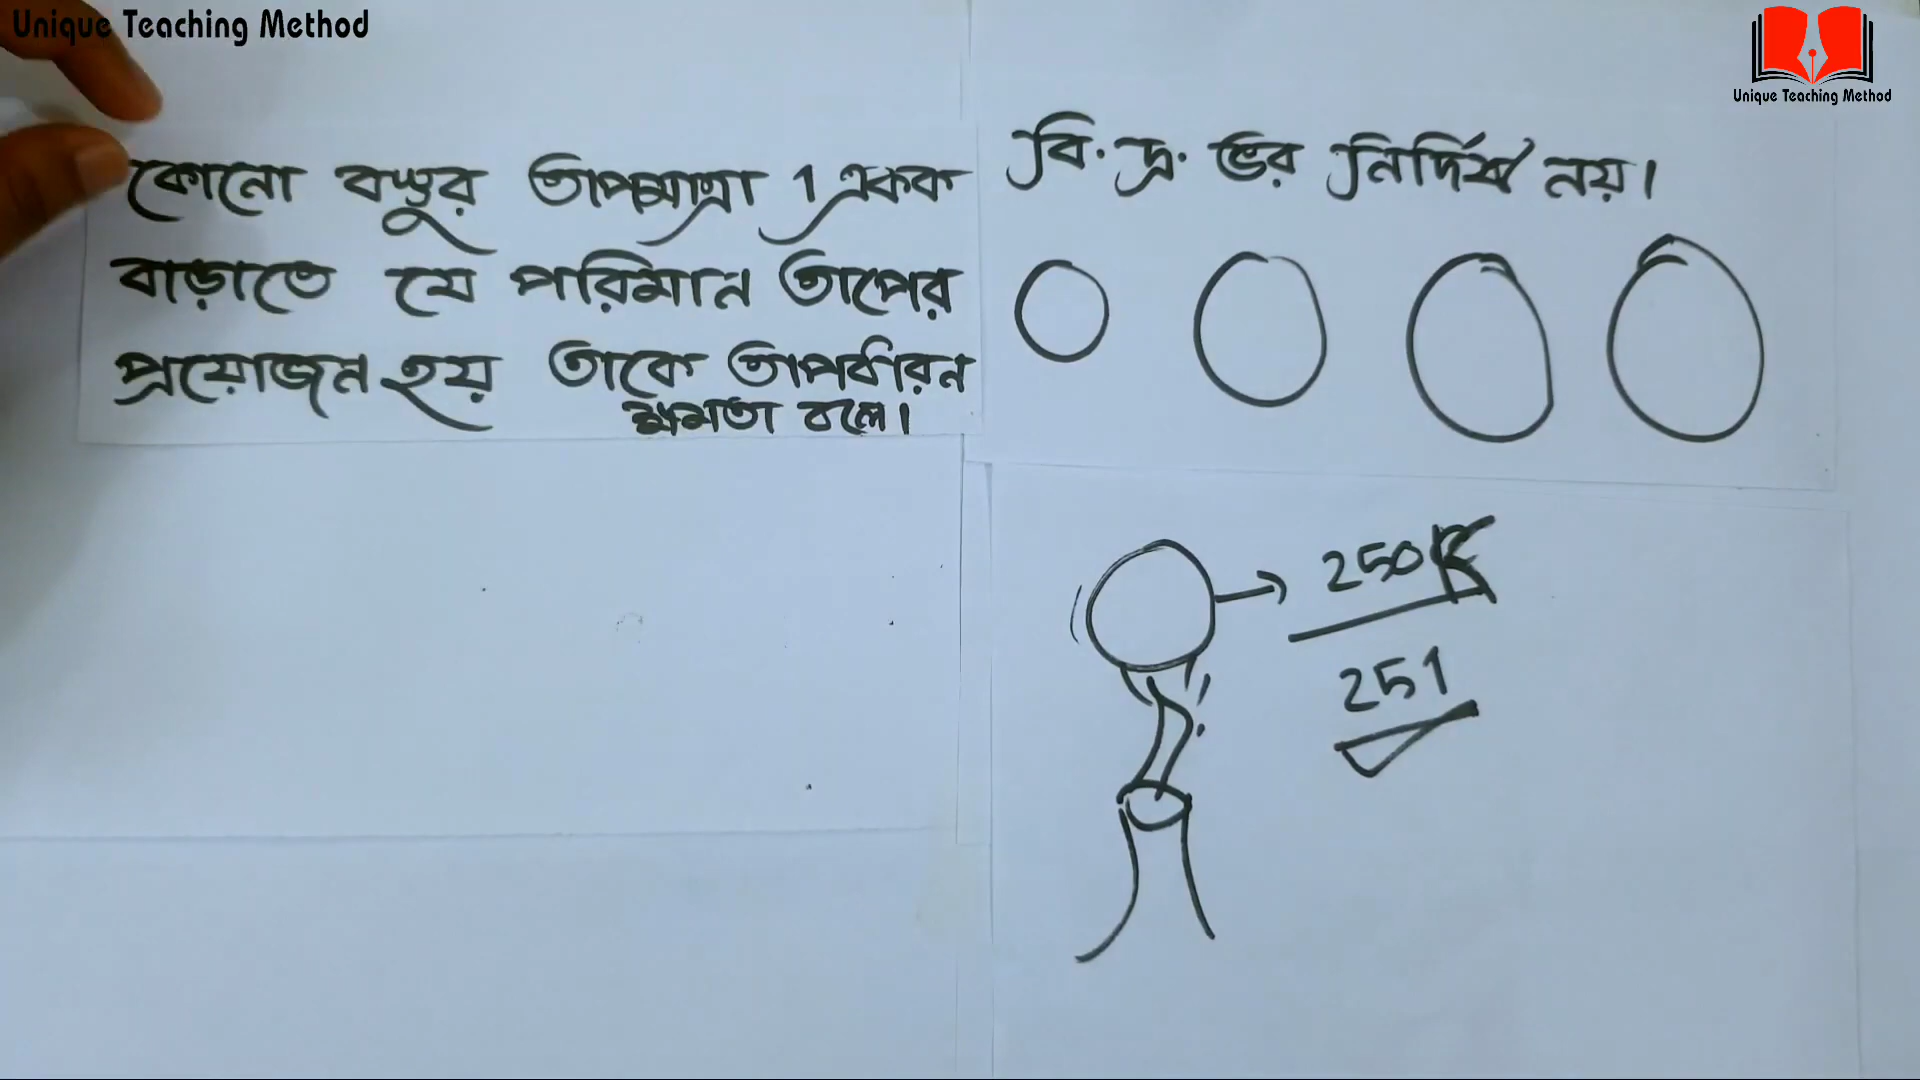 Unique Teaching Method
Unique Teaching Method
কোনো বস্তুর তাপমাত্রা 1 একক
বাড়াতে যে পরিমান তাপের
প্রয়োজন হয় তাকে তাপধারন
ক্ষমতা বলে।
বি. দ্র. ভর নির্দিষ্ট নয়।
250K
251